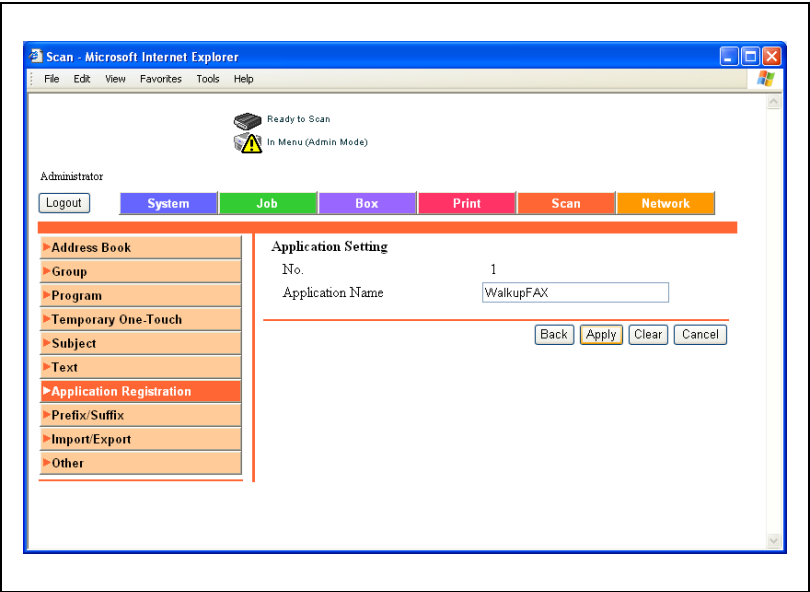 Scan - Microsoft Internet Explorer
File Edit View Favorites Tools Help
Ready to Scan
In Menu (Admin Mode)
Administrator
Logout System Job Box Print Scan Network
Address Book
Group
Program
Temporary One-Touch
Subject
Text
Application Registration
Prefix/Suffix
Import/Export
Other
Application Setting
No. 1
Application Name WalkupFAX
Back Apply Clear Cancel